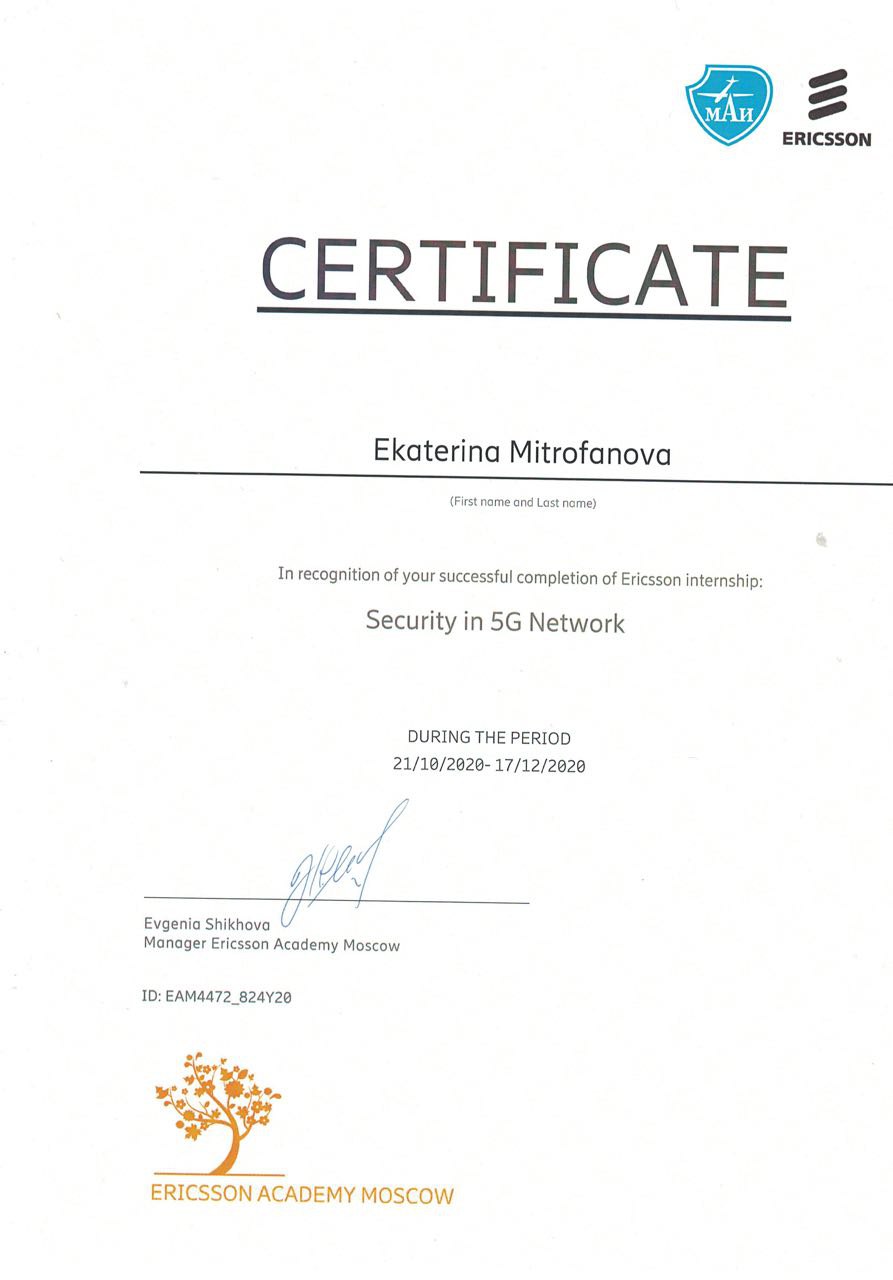 МАИ
ERICSSON
CERTIFICATE
Ekaterina Mitrofanova
(First name and Last name)
In recognition of your successful completion of Ericsson internship:
Security in 5G Network
DURING THE PERIOD
21/10/2020- 17/12/2020
Evgenia Shikhova
Manager Ericsson Academy Moscow
ID: EAM4472_824Y20
ERICSSON ACADEMY MOSCOW